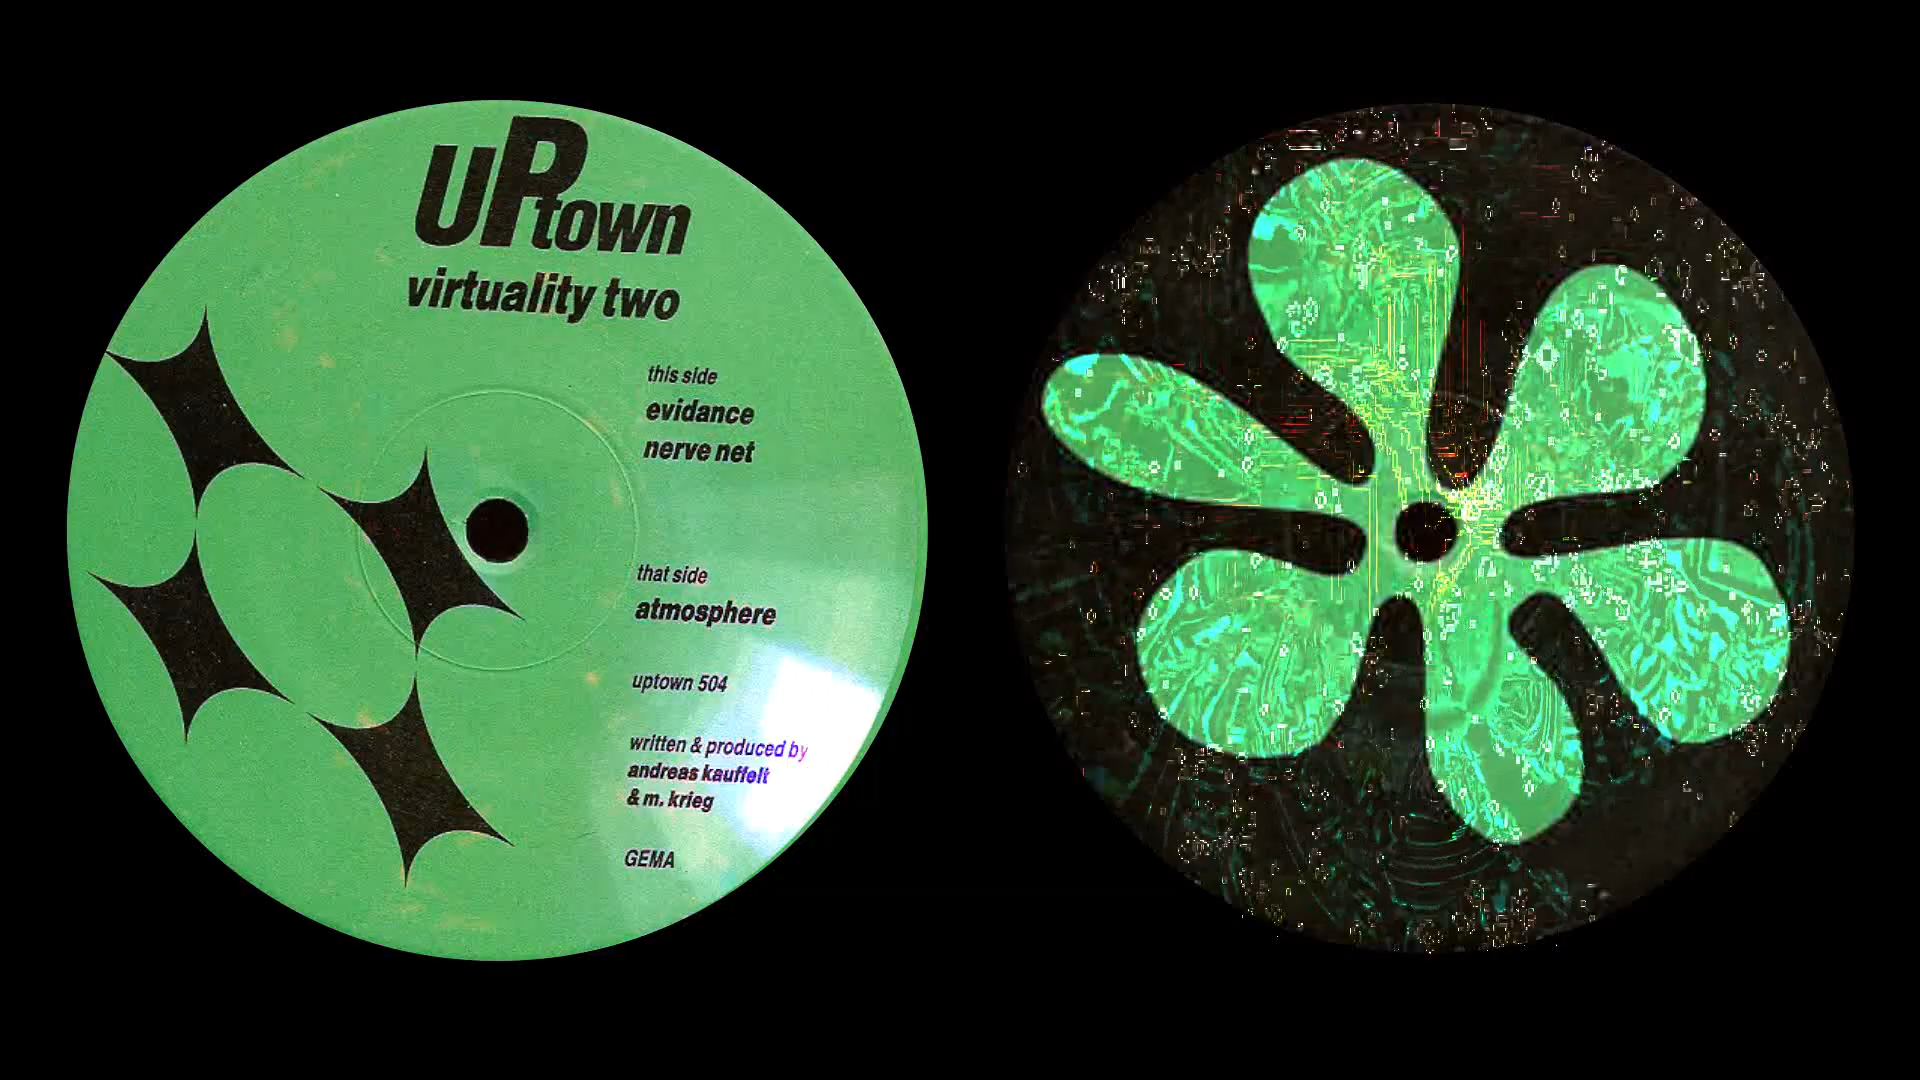 uptown
virtuality two
this side
evidance
nerve net
that side
atmosphere
uptown 504
written & produced by
andreas kauffelt
& m. krieg
GEMA